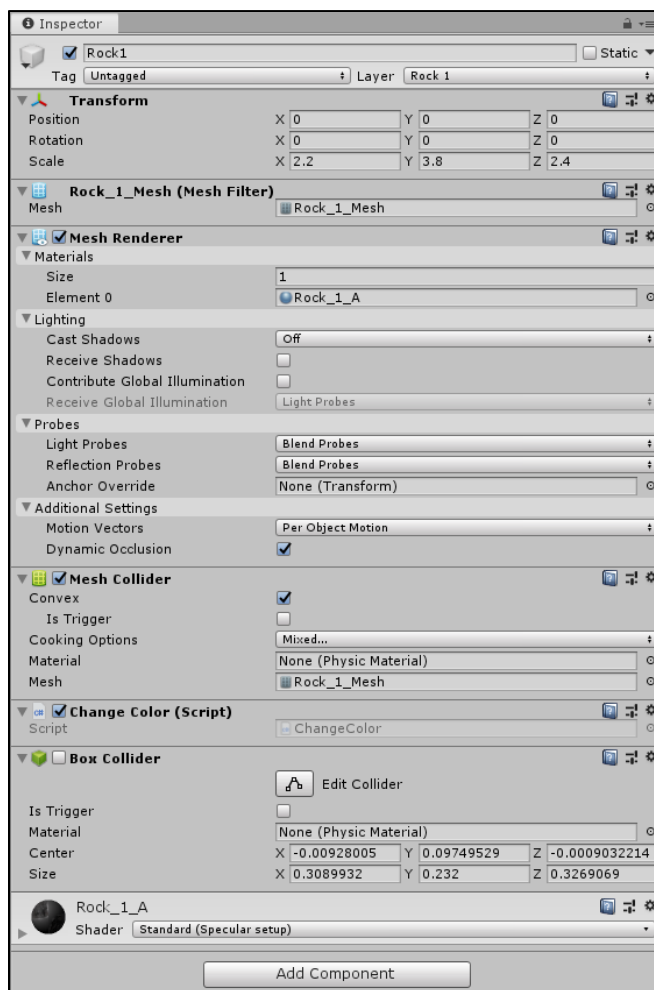 Inspector
Rock1 Static
Tag Untagged Layer Rock 1
Transform
Position X 0 Y 0 Z 0
Rotation X 0 Y 0 Z 0
Scale X 2.2 Y 3.8 Z 2.4
Rock_1_Mesh (Mesh Filter)
Mesh Rock_1_Mesh
Mesh Renderer
Materials
Size 1
Element 0 Rock_1_A
Lighting
Cast Shadows Off
Receive Shadows
Contribute Global Illumination
Receive Global Illumination Light Probes
Probes
Light Probes Blend Probes
Reflection Probes Blend Probes
Anchor Override None (Transform)
Additional Settings
Motion Vectors Per Object Motion
Dynamic Occlusion
Mesh Collider
Convex
Is Trigger
Cooking Options Mixed...
Material None (Physic Material)
Mesh Rock_1_Mesh
c# Change Color (Script)
Script ChangeColor
Box Collider
Edit Collider
Is Trigger
Material None (Physic Material)
Center X -0.00928005 Y 0.09749529 Z -0.0009032214
Size X 0.3089932 Y 0.232 Z 0.3269069
Rock_1_A
Shader Standard (Specular setup)
Add Component